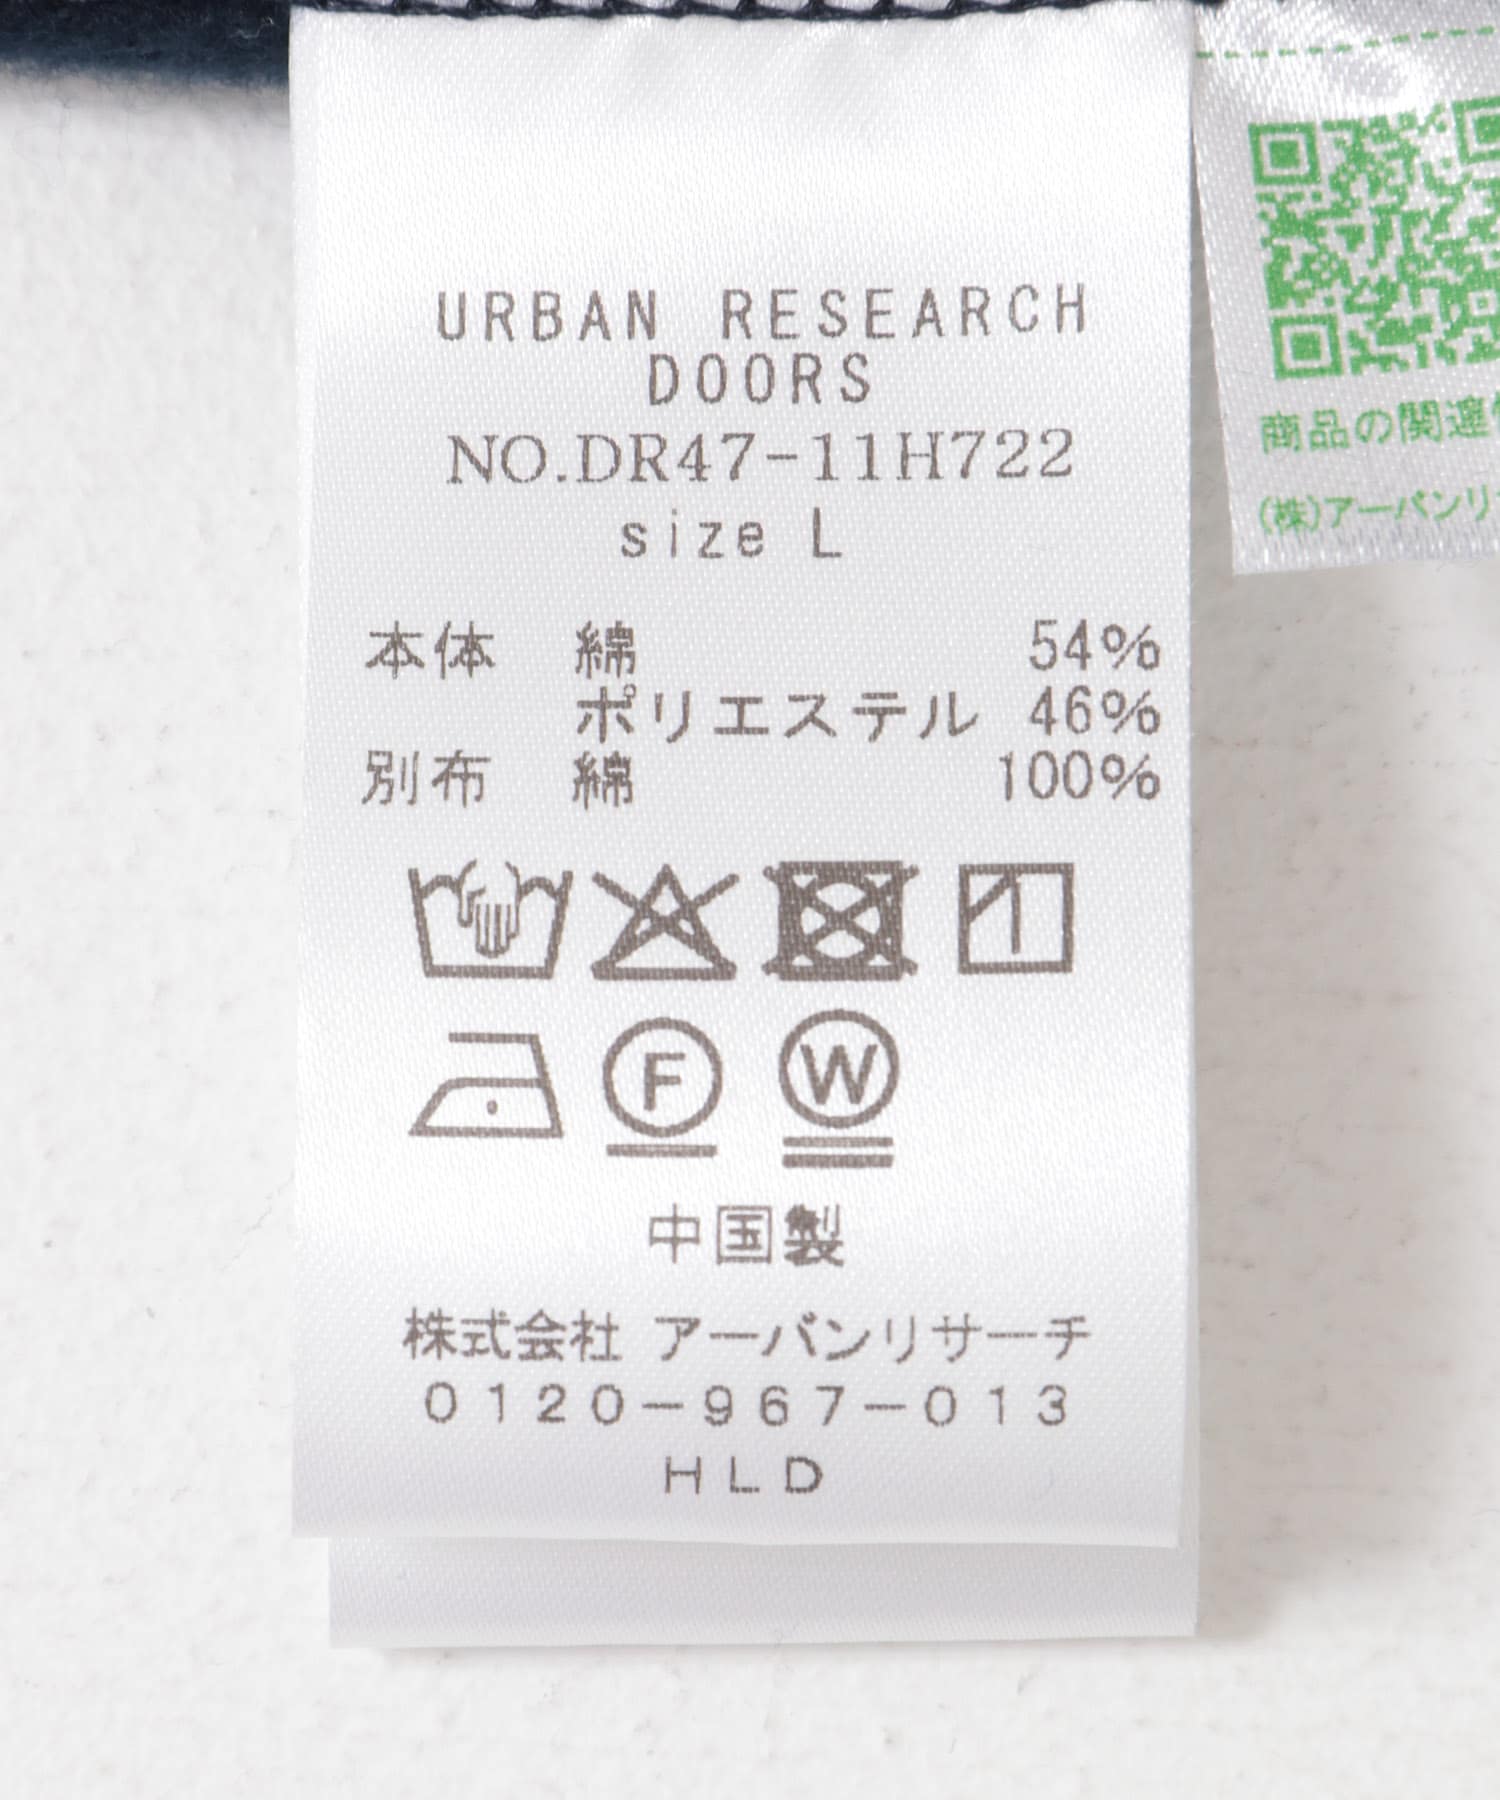 URBAN RESEARCH
DOORS
NO.DR47-11H722
size L
本体 綿 54%
ポリエステル 46%
別布 綿 100%
F W
中国製
株式会社 アーバンリサーチ
0120-967-013
HLD
商品の関連
(株)アーバンリ